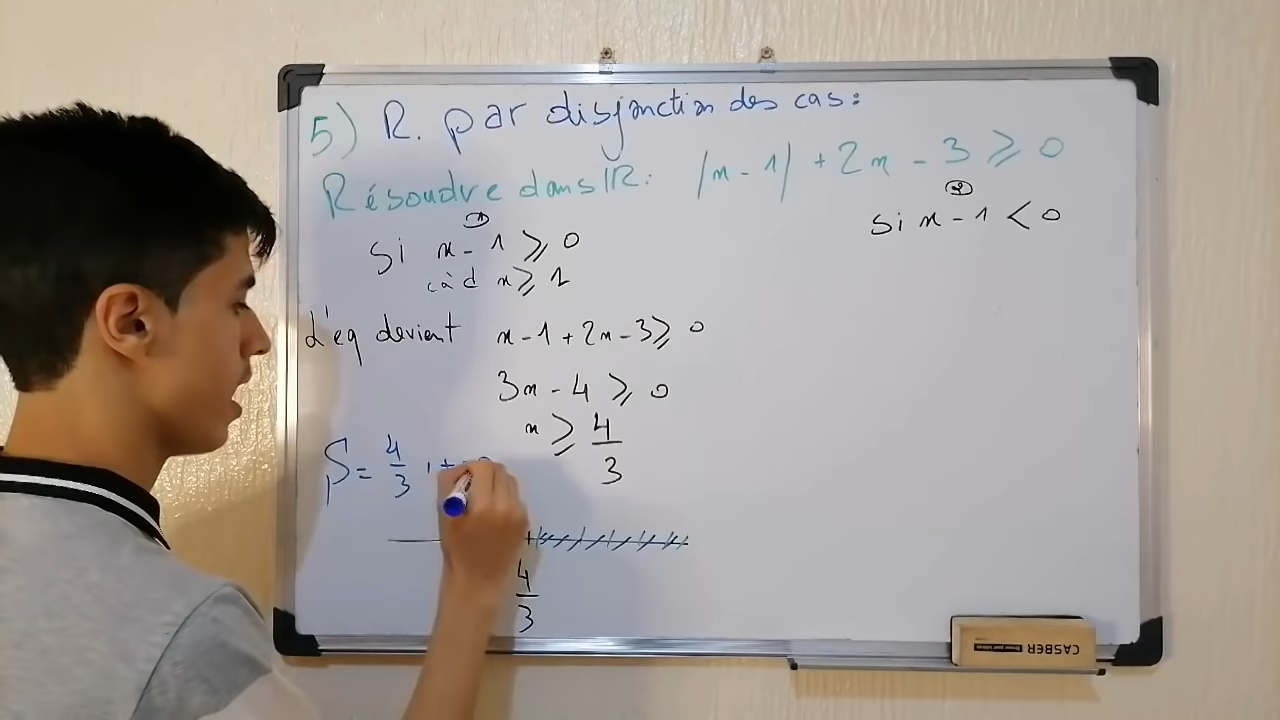 5) R. par disjonction des cas:
Résoudre dans IR: |x - 1| + 2x - 3 ⩾ 0
①
si x - 1 ⩾ 0
càd x ⩾ 1
②
si x - 1 < 0
l'eq devient x - 1 + 2x - 3 ⩾ 0
3x - 4 ⩾ 0
x ⩾ 4/3
S = 4/3, +
4/3
CASBER